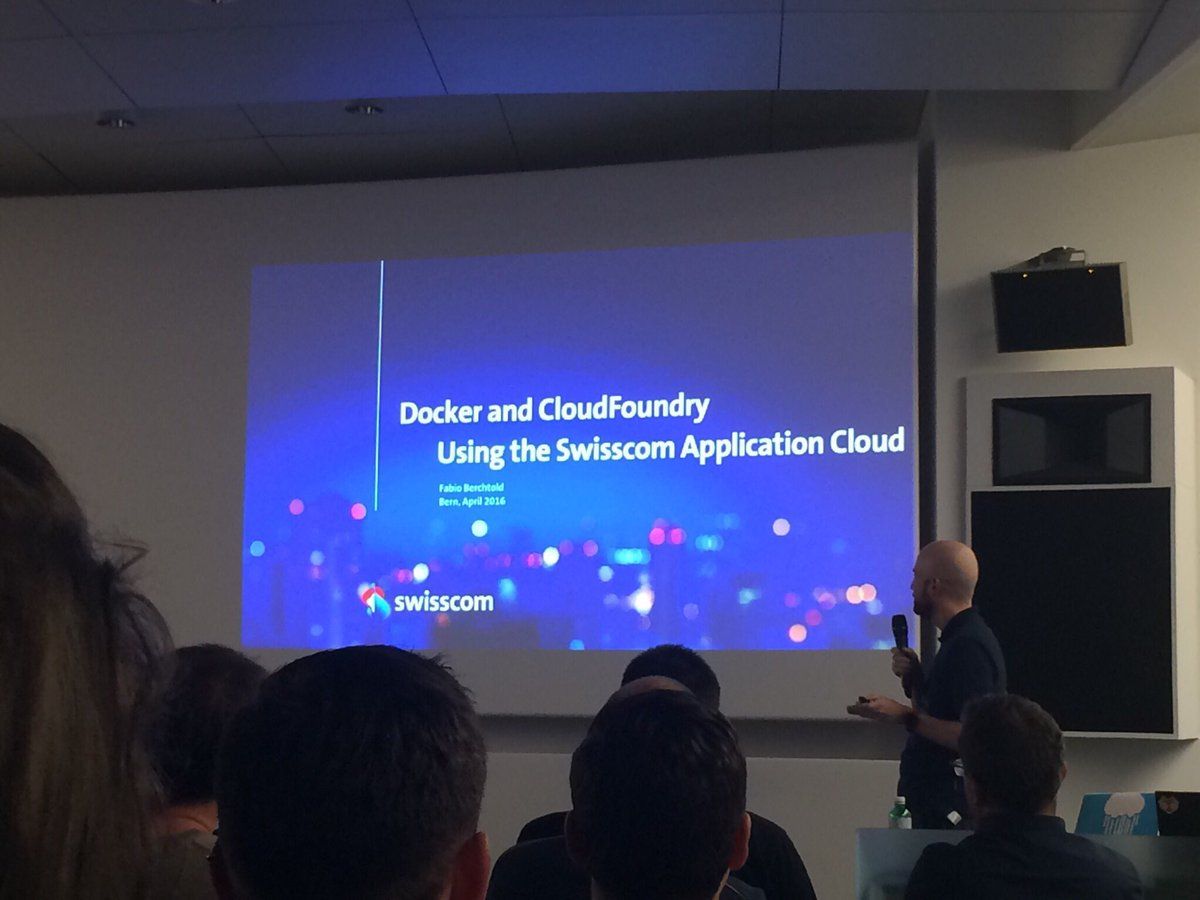 Docker and CloudFoundry
Using the Swisscom Application Cloud
Fabio Berchtold
Bern, April 2016
swisscom